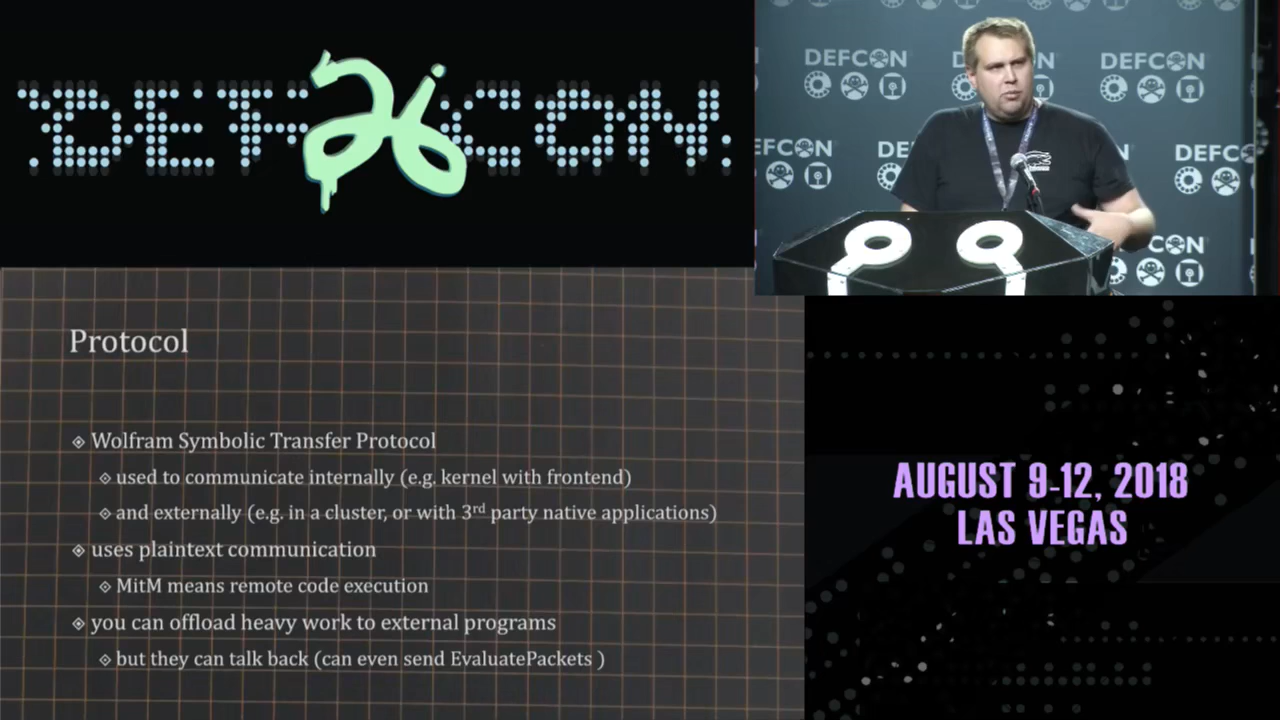 DEF CON 26
DEFCON
DEFCON
DEFCON
DEFCON
DEFCON
Protocol
Wolfram Symbolic Transfer Protocol
used to communicate internally (e.g. kernel with frontend)
and externally (e.g. in a cluster, or with 3rd party native applications)
uses plaintext communication
MitM means remote code execution
you can offload heavy work to external programs
but they can talk back (can even send EvaluatePackets )
AUGUST 9-12, 2018
LAS VEGAS